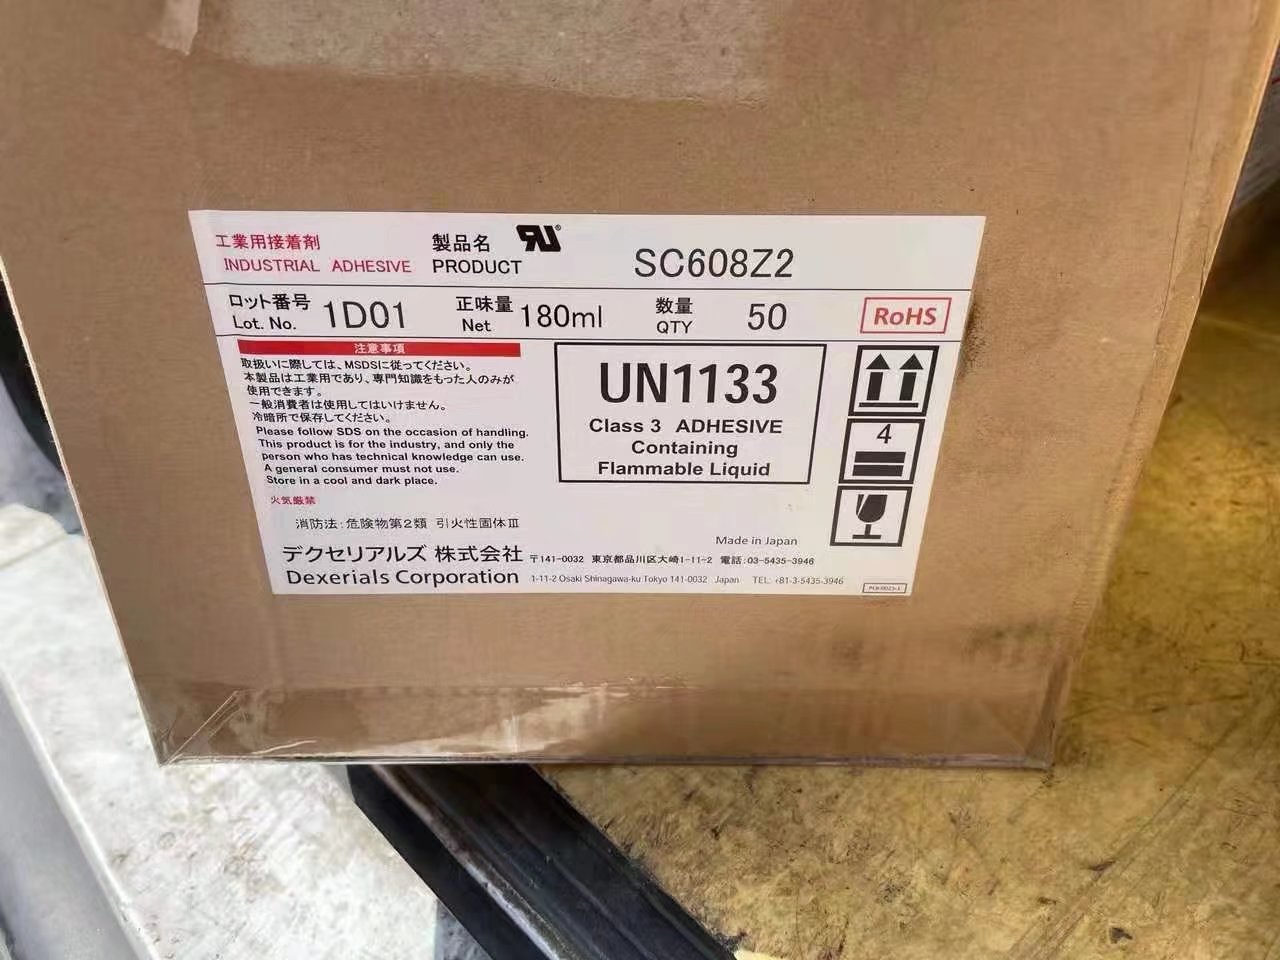 工業用接着剤 製品名
INDUSTRIAL ADHESIVE PRODUCT SC608Z2
ロット番号 正味量 数量
Lot. No. 1D01 Net 180ml QTY 50 RoHS
注意事項
取扱いに際しては、MSDSに従ってください。
本製品は工業用であり、専門知識をもった人のみが
使用できます。
一般消費者は使用してはいけません。
冷暗所で保存してください。
Please follow SDS on the occasion of handling.
This product is for the industry, and only the
person who has technical knowledge can use.
A general consumer must not use.
Store in a cool and dark place.
火気厳禁
消防法:危険物第2類 引火性固体Ⅲ
UN1133
Class 3 ADHESIVE
Containing
Flammable Liquid
4
Made in Japan
デクセリアルズ 株式会社 〒141-0032 東京都品川区大崎1-11-2 電話:03-5435-3946
Dexerials Corporation 1-11-2 Osaki Shinagawa-ku Tokyo 141-0032 Japan TEL: +81-3-5435-3946